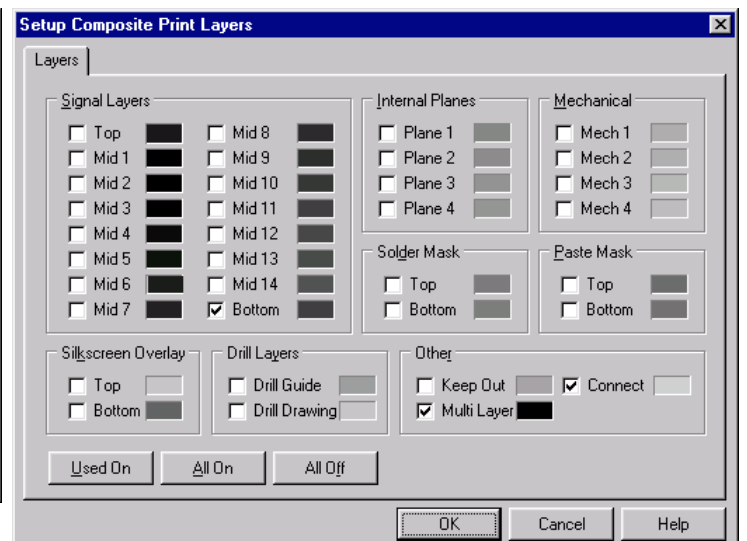 Setup Composite Print Layers
Layers
Signal Layers
Top
Mid 1
Mid 2
Mid 3
Mid 4
Mid 5
Mid 6
Mid 7
Mid 8
Mid 9
Mid 10
Mid 11
Mid 12
Mid 13
Mid 14
Bottom
Internal Planes
Plane 1
Plane 2
Plane 3
Plane 4
Mechanical
Mech 1
Mech 2
Mech 3
Mech 4
Solder Mask
Top
Bottom
Paste Mask
Top
Bottom
Silkscreen Overlay
Top
Bottom
Drill Layers
Drill Guide
Drill Drawing
Other
Keep Out
Connect
Multi Layer
Used On
All On
All Off
OK
Cancel
Help